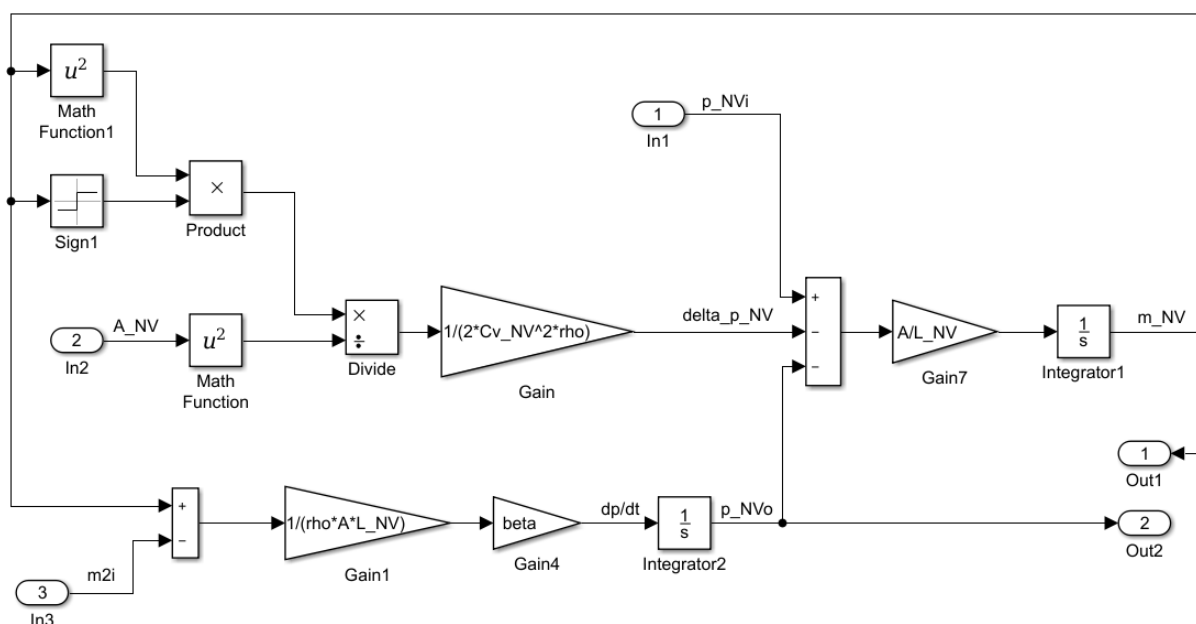 u²
Math
Function1
Sign1
×
Product
2
In2
A_NV
u²
Math
Function
×
÷
Divide
1/(2*Cv_NV^2*rho)
Gain
1
In1
p_NVi
delta_p_NV
+
−
−
A/L_NV
Gain7
1
s
Integrator1
m_NV
1
Out1
+
−
3
In3
m2i
1/(rho*A*L_NV)
Gain1
beta
Gain4
dp/dt
1
s
Integrator2
p_NVo
2
Out2